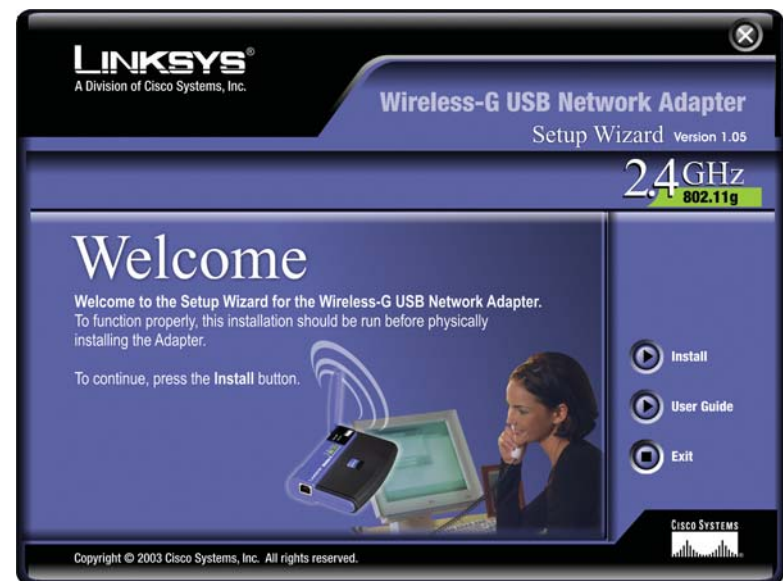 LINKSYS®
A Division of Cisco Systems, Inc.
Wireless-G USB Network Adapter
Setup Wizard Version 1.05
2.4GHz
802.11g
Welcome
Welcome to the Setup Wizard for the Wireless-G USB Network Adapter.
To function properly, this installation should be run before physically
installing the Adapter.
To continue, press the Install button.
Install
User Guide
Exit
CISCO SYSTEMS
Copyright © 2003 Cisco Systems, Inc. All rights reserved.